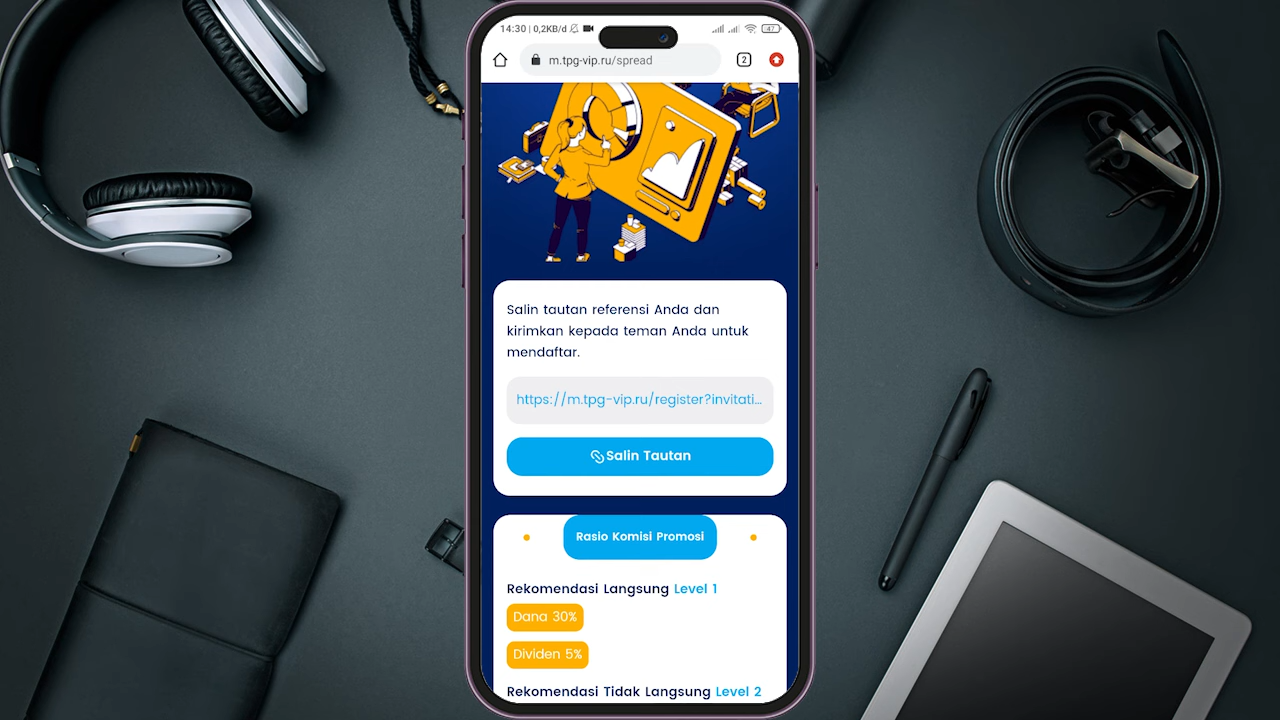 14:30 | 0,2KB/d
47
m.tpg-vip.ru/spread
2
Salin tautan referensi Anda dan
kirimkan kepada teman Anda untuk
mendaftar.
https://m.tpg-vip.ru/register?invitati...
Salin Tautan
Rasio Komisi Promosi
Rekomendasi Langsung Level 1
Dana 30%
Dividen 5%
Rekomendasi Tidak Langsung Level 2